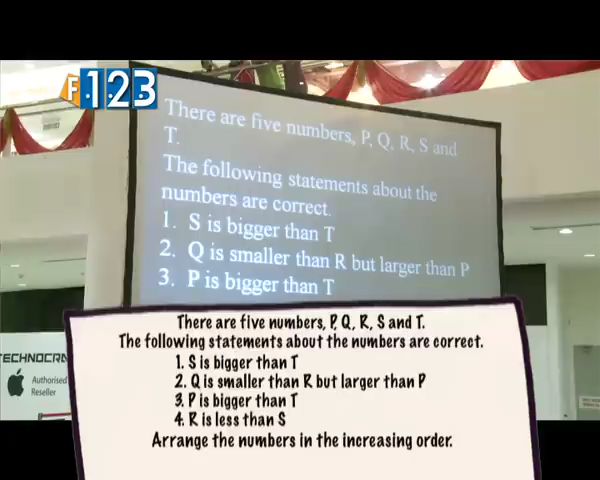 F 123
There are five numbers, P, Q, R, S and
T.
The following statements about the
numbers are correct.
1. S is bigger than T
2. Q is smaller than R but larger than P
3. P is bigger than T
There are five numbers, P, Q, R, S and T.
The following statements about the numbers are correct.
1. S is bigger than T
2. Q is smaller than R but larger than P
3. P is bigger than T
4. R is less than S
Arrange the numbers in the increasing order.
TECHNOCRA
Authorised
Reseller